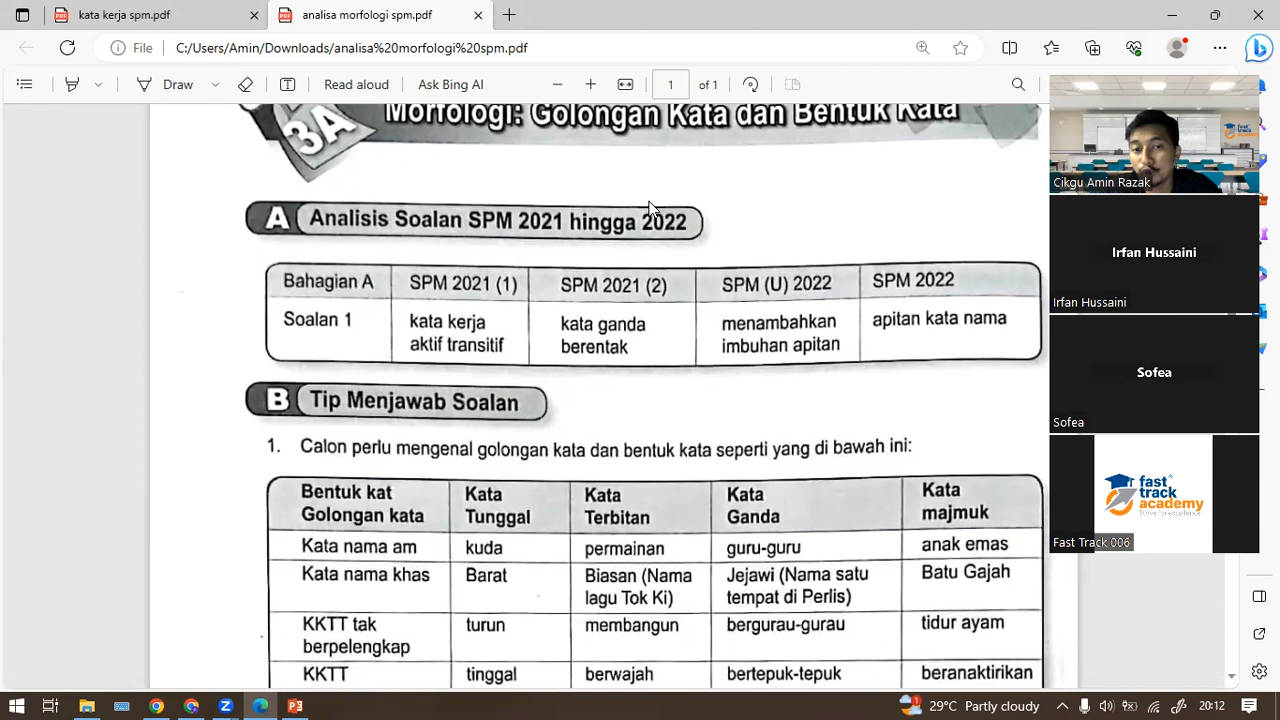 kata kerja spm.pdf
analisa morfologi spm.pdf
File
C:/Users/Amin/Downloads/analisa%20morfologi%20spm.pdf
Draw
Read aloud
Ask Bing AI
1
of 1
3A
Morfologi: Golongan Kata dan Bentuk Kata
A Analisis Soalan SPM 2021 hingga 2022
Bahagian A SPM 2021 (1) SPM 2021 (2) SPM (U) 2022 SPM 2022
Soalan 1 kata kerja kata ganda menambahkan apitan kata nama
aktif transitif berentak imbuhan apitan
B Tip Menjawab Soalan
1. Calon perlu mengenal golongan kata dan bentuk kata seperti yang di bawah ini:
Bentuk kat Kata Kata Kata Kata
Golongan kata Tunggal Terbitan Ganda majmuk
Kata nama am kuda permainan guru-guru anak emas
Kata nama khas Barat Biasan (Nama Jejawi (Nama satu Batu Gajah
lagu Tok Ki) tempat di Perlis)
KKTT tak turun membangun bergurau-gurau tidur ayam
berpelengkap
KKTT tinggal berwajah bertepuk-tepuk beranaktirikan
Cikgu Amin Razak
Irfan Hussaini
Irfan Hussaini
Sofea
Sofea
fast
track
academy
Strive for excellence
Fast Track 006
29°C Partly cloudy
20:12